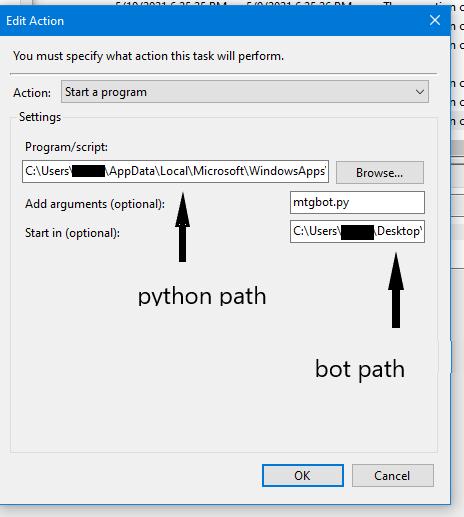 Edit Action
You must specify what action this task will perform.
Action: Start a program
Settings
Program/script:
C:\Users\ \AppData\Local\Microsoft\WindowsApps\ Browse...
Add arguments (optional): mtgbot.py
Start in (optional): C:\Users\ \Desktop\
python path
bot path
OK Cancel